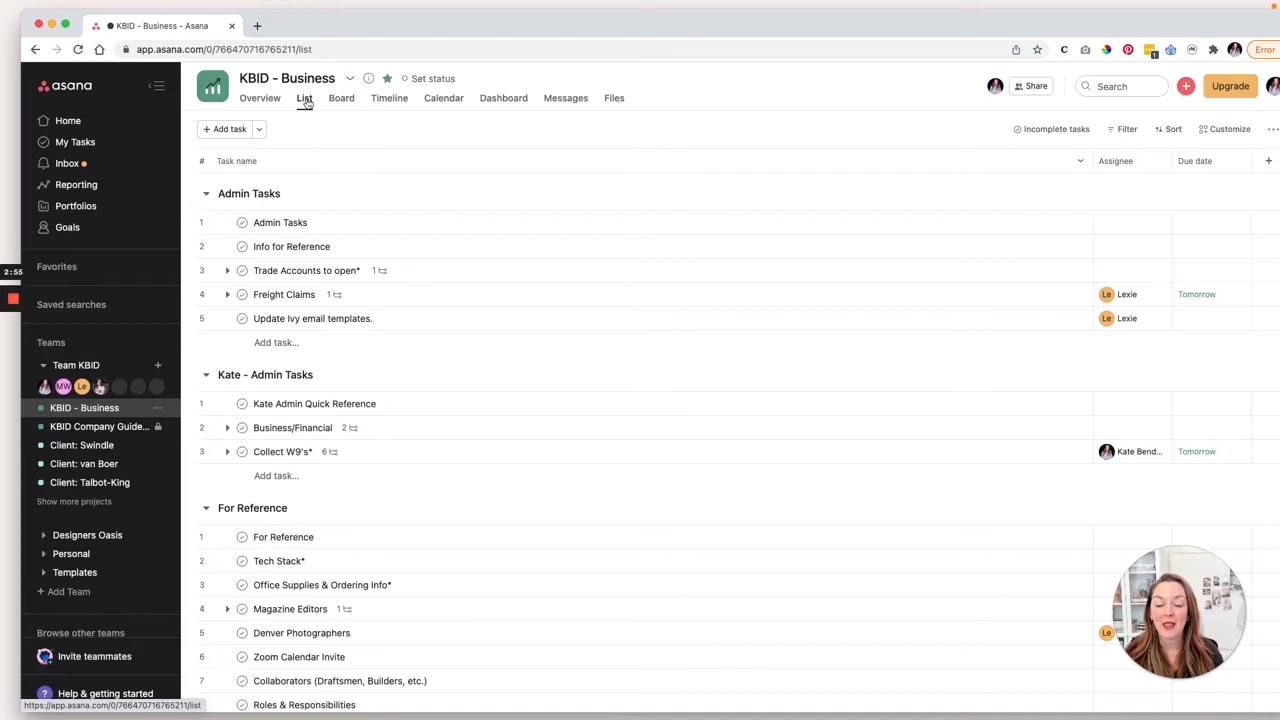 KBID - Business - Asana
app.asana.com/0/766470716765211/list
C
1
Error
asana
KBID - Business
Set status
Share
Search
Upgrade
Overview
List
Board
Timeline
Calendar
Dashboard
Messages
Files
Home
My Tasks
Inbox
Reporting
Portfolios
Goals
Favorites
Saved searches
Teams
Team KBID
MW
Le
KBID - Business
KBID Company Guide...
Client: Swindle
Client: van Boer
Client: Talbot-King
Show more projects
Designers Oasis
Personal
Templates
+ Add Team
Browse other teams
Invite teammates
? Help & getting started
https://app.asana.com/0/766470716765211/list
2:55
+ Add task
Incomplete tasks
Filter
Sort
Customize
# Task name Assignee Due date
Admin Tasks
1 Admin Tasks
2 Info for Reference
3 Trade Accounts to open* 1
4 Freight Claims 1 Le Lexie Tomorrow
5 Update Ivy email templates. Le Lexie
Add task...
Kate - Admin Tasks
1 Kate Admin Quick Reference
2 Business/Financial 2
3 Collect W9's* 6 Kate Bend... Tomorrow
Add task...
For Reference
1 For Reference
2 Tech Stack*
3 Office Supplies & Ordering Info*
4 Magazine Editors 1
5 Denver Photographers Le
6 Zoom Calendar Invite
7 Collaborators (Draftsmen, Builders, etc.)
8 Roles & Responsibilities